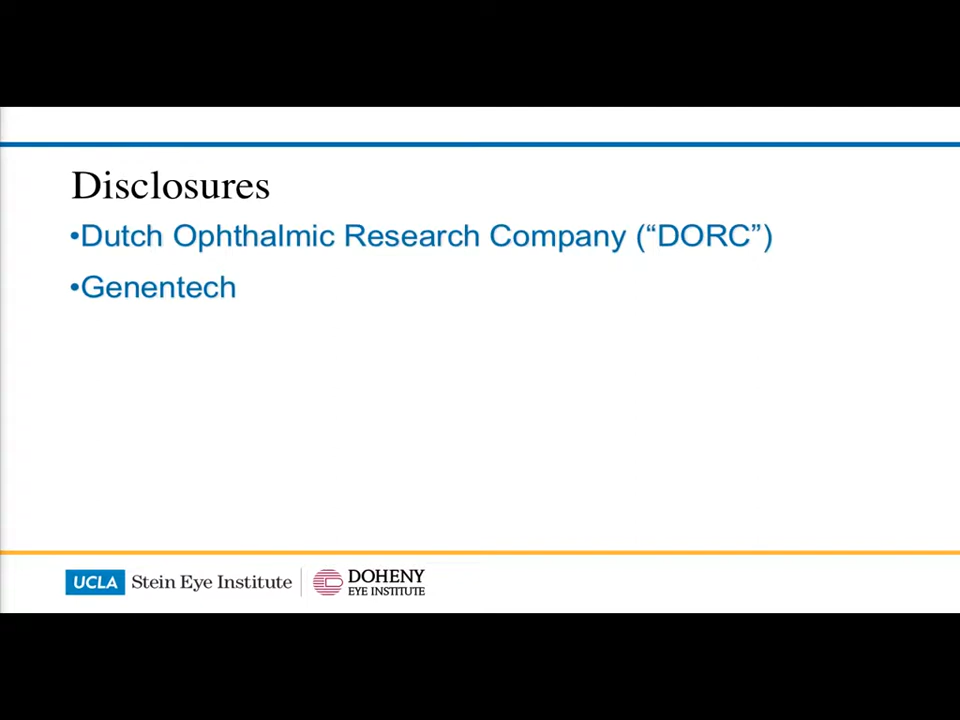 Disclosures
•Dutch Ophthalmic Research Company (“DORC”)
•Genentech
UCLA Stein Eye Institute DOHENY
EYE INSTITUTE